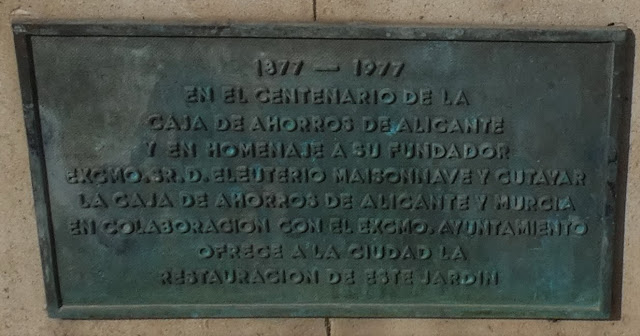 1877 — 1977
EN EL CENTENARIO DE LA
CAJA DE AHORROS DE ALICANTE
Y EN HOMENAJE A SU FUNDADOR
EXCMO. SR. D. ELEUTERIO MAISONNAVE Y CUTAYAR
LA CAJA DE AHORROS DE ALICANTE Y MURCIA
EN COLABORACION CON EL EXCMO. AYUNTAMIENTO
OFRECE A LA CIUDAD LA
RESTAURACION DE ESTE JARDIN